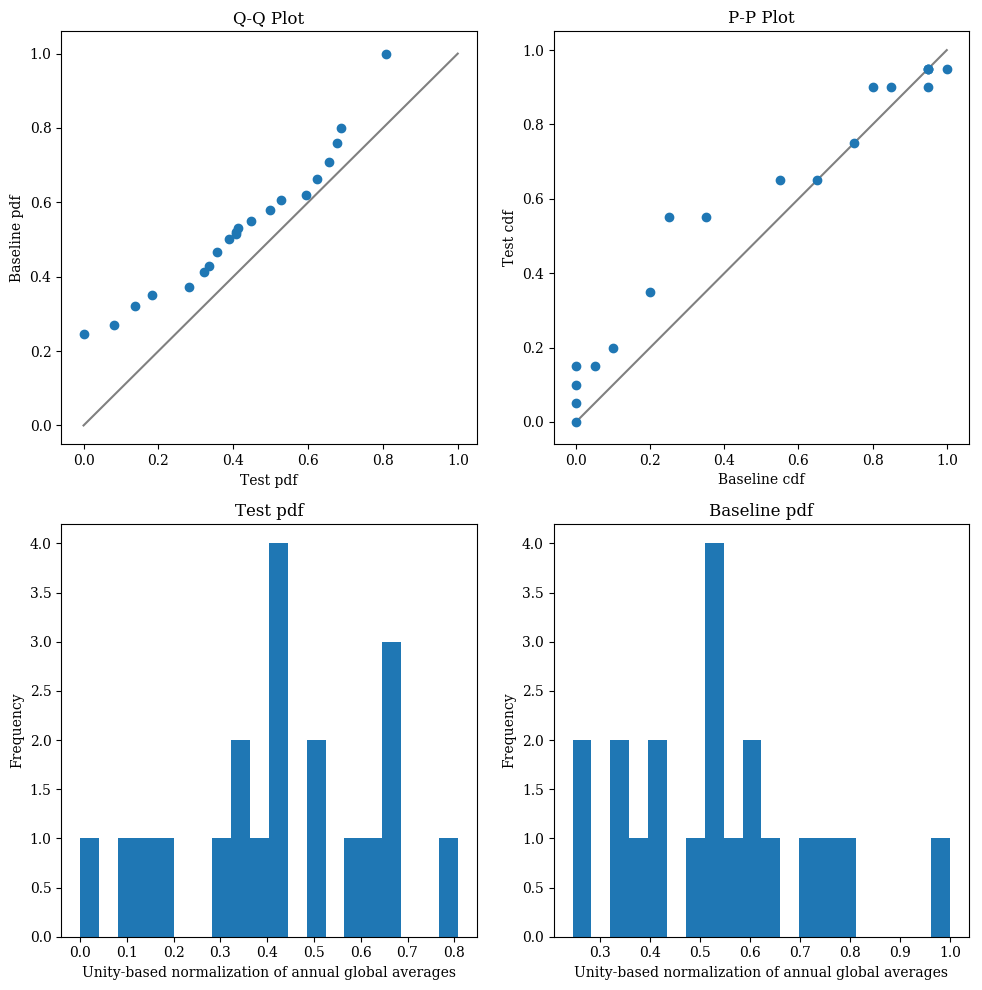 Q-Q Plot
1.0
0.8
0.6
0.4
0.2
0.0
Baseline pdf
0.0 0.2 0.4 0.6 0.8 1.0
Test pdf
P-P Plot
1.0
0.8
0.6
0.4
0.2
0.0
Test cdf
0.0 0.2 0.4 0.6 0.8 1.0
Baseline cdf
Test pdf
4.0
3.5
3.0
2.5
2.0
1.5
1.0
0.5
0.0
Frequency
0.0 0.1 0.2 0.3 0.4 0.5 0.6 0.7 0.8
Unity-based normalization of annual global averages
Baseline pdf
4.0
3.5
3.0
2.5
2.0
1.5
1.0
0.5
0.0
Frequency
0.3 0.4 0.5 0.6 0.7 0.8 0.9 1.0
Unity-based normalization of annual global averages